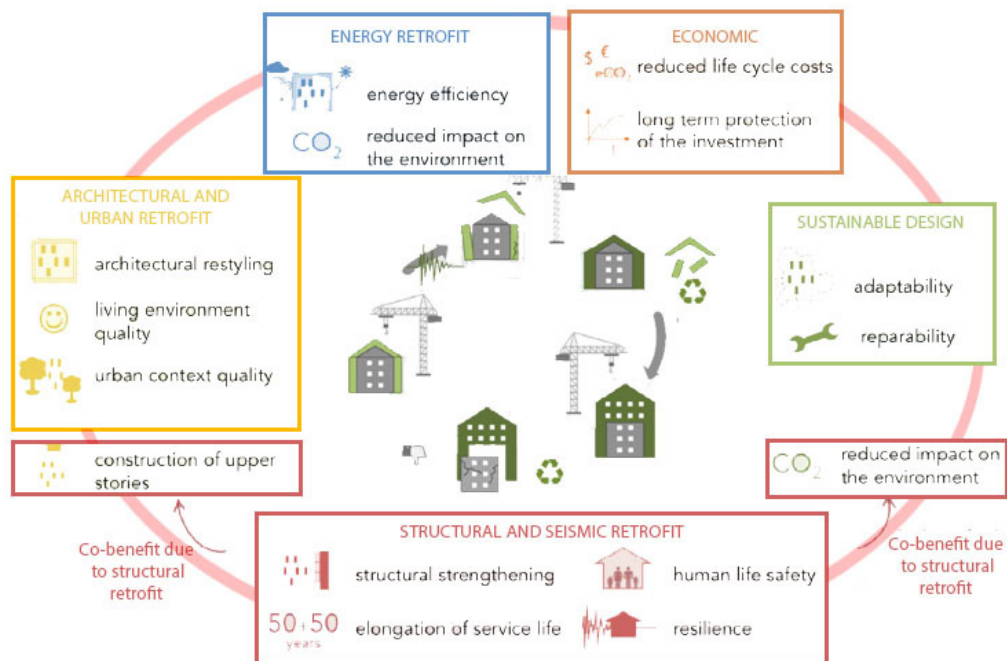 ENERGY RETROFIT
energy efficiency
CO2
reduced impact on
the environment
ECONOMIC
$ €
eCO2
reduced life cycle costs
long term protection
of the investment
ARCHITECTURAL AND
URBAN RETROFIT
architectural restyling
living environment
quality
urban context quality
construction of upper
stories
SUSTAINABLE DESIGN
adaptability
reparability
CO2
reduced impact on
the environment
Co-benefit due
to structural
retrofit
STRUCTURAL AND SEISMIC RETROFIT
structural strengthening
human life safety
50+50
years
elongation of service life
resilience
Co-benefit due
to structural
retrofit